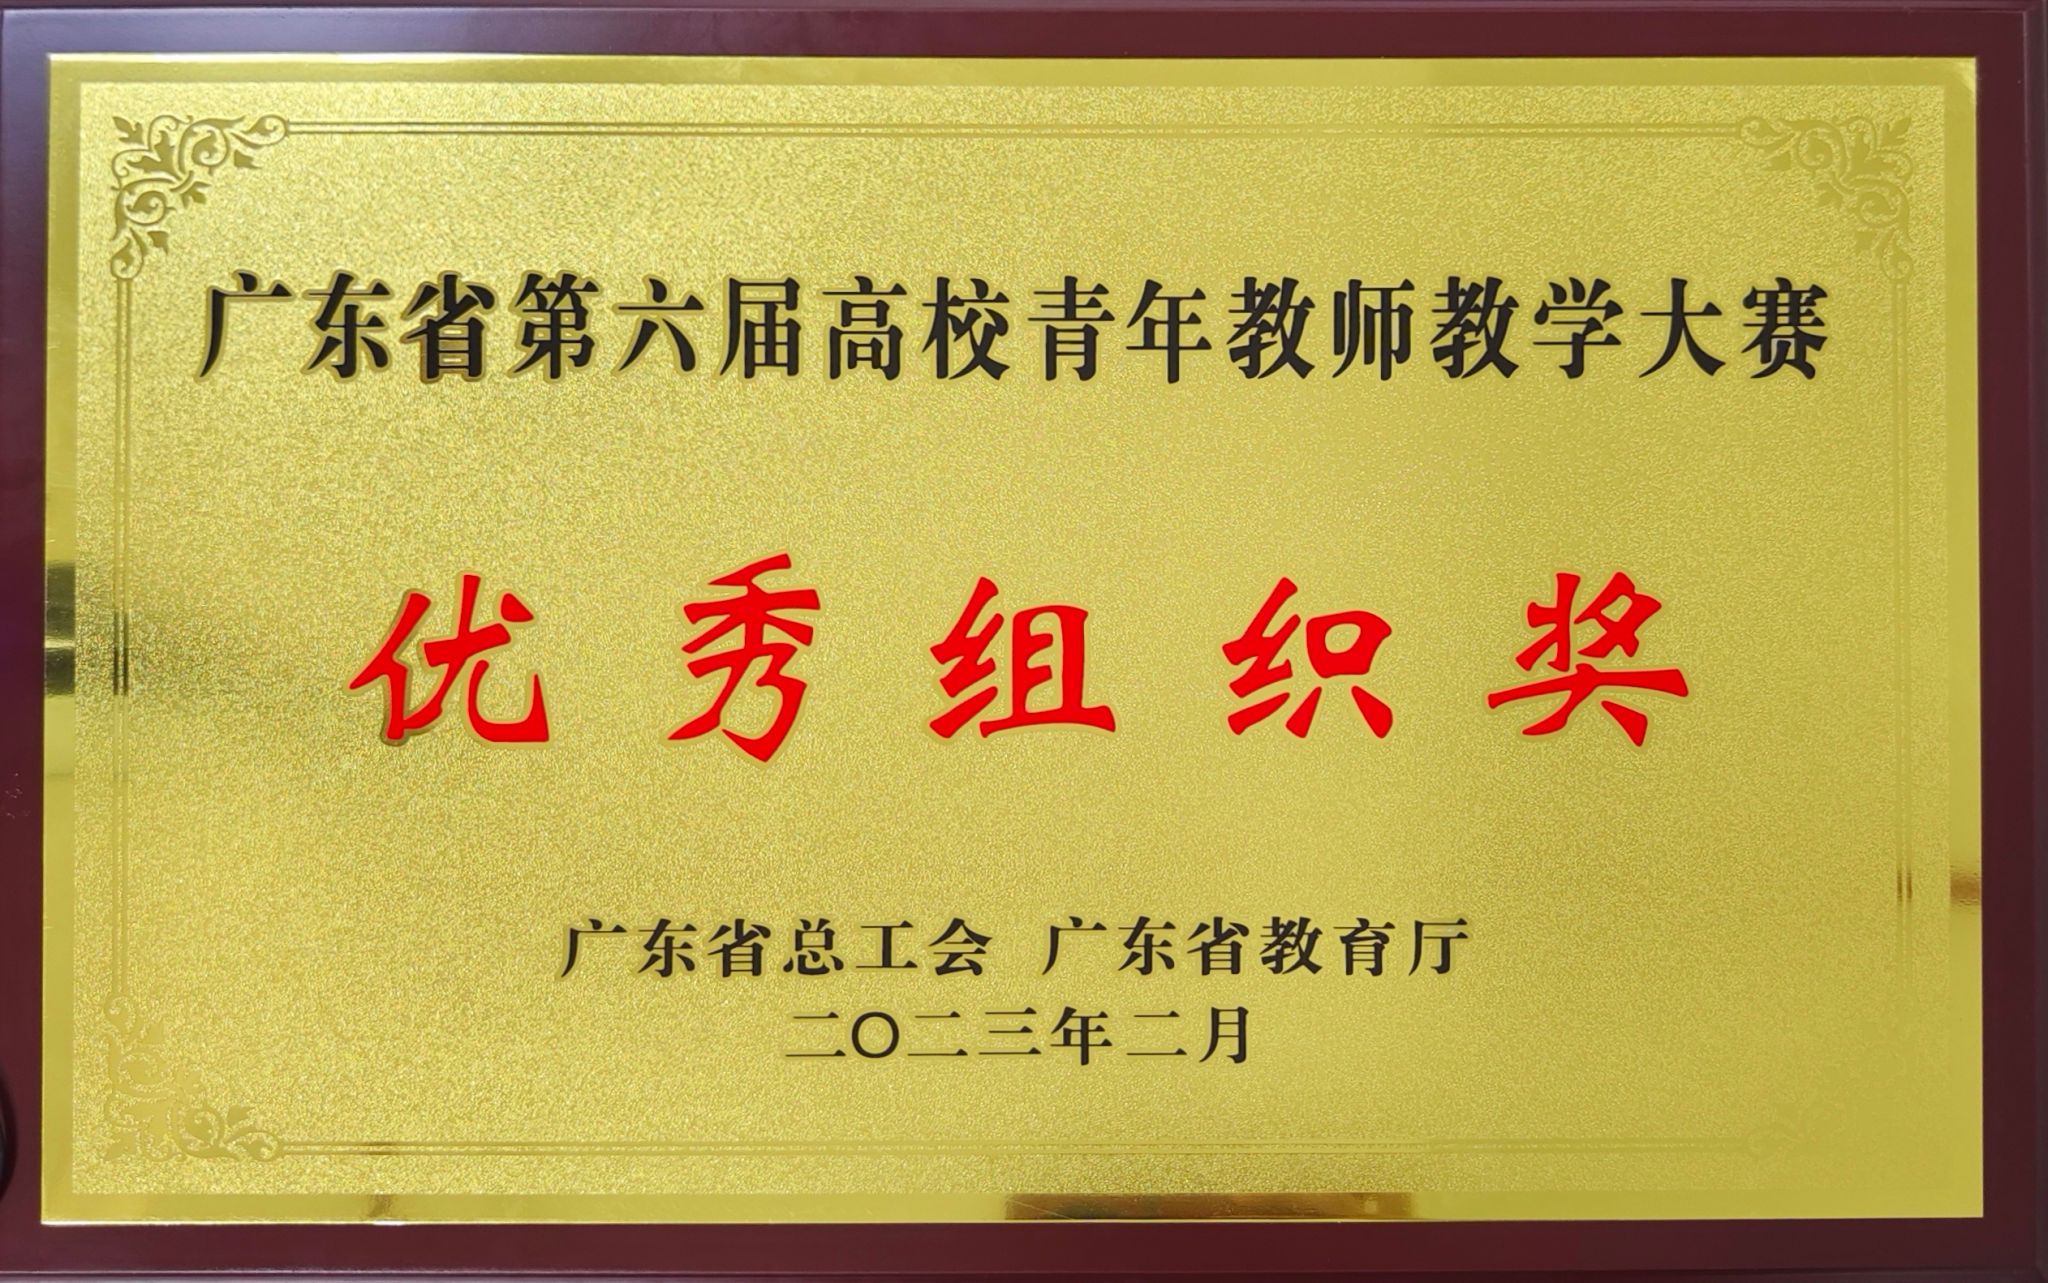 广东省第六届高校青年教师教学大赛
优秀组织奖
广东省总工会 广东省教育厅
二〇二三年二月